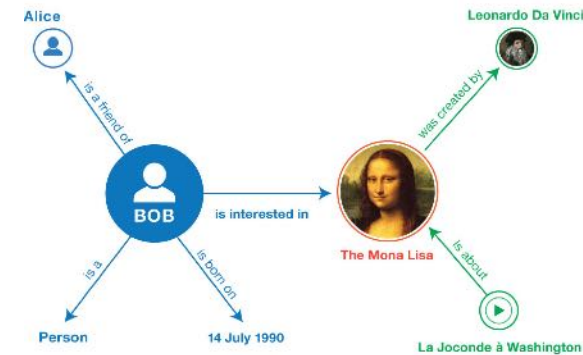 Alice
Leonardo Da Vinci
is a friend of
was created by
BOB
is interested in
The Mona Lisa
is a
is born on
is about
Person
14 July 1990
La Joconde à Washington